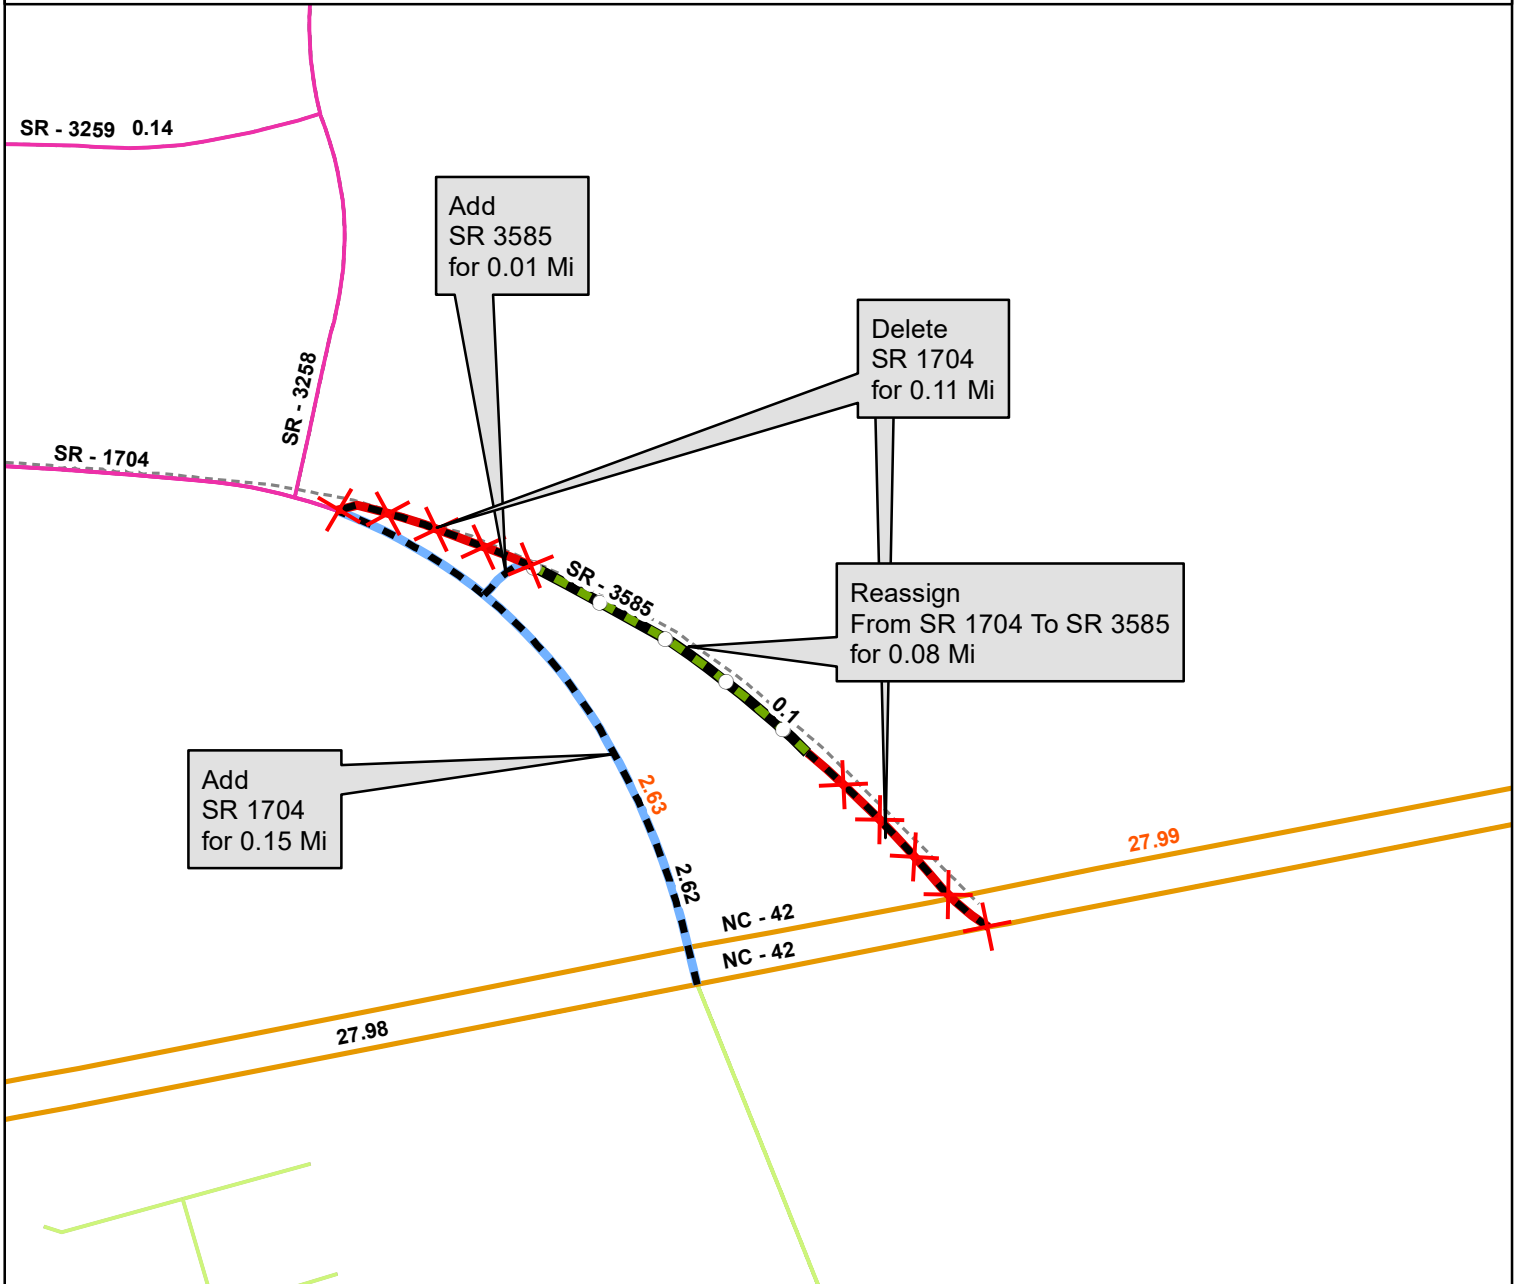 SR - 3259 0.14
Add
SR 3585
for 0.01 Mi
Delete
SR 1704
for 0.11 Mi
SR - 3258
SR - 1704
SR - 3585
Reassign
From SR 1704 To SR 3585
for 0.08 Mi
0.1
Add
SR 1704
for 0.15 Mi
2.63
2.62
27.99
NC - 42
NC - 42
27.98